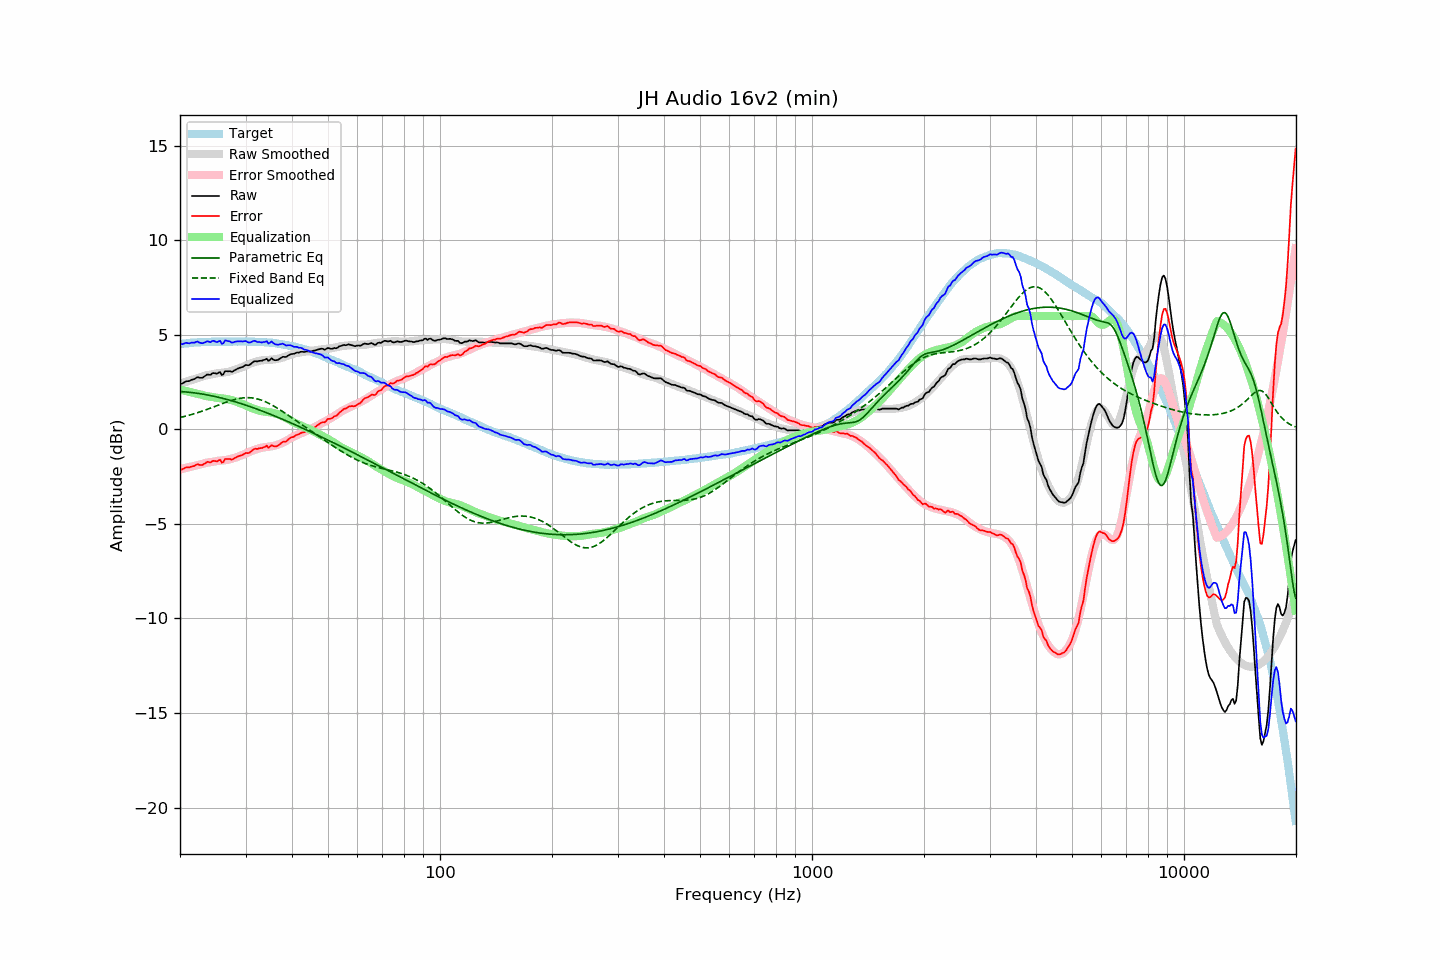 JH Audio 16v2 (min)
Target
Raw Smoothed
Error Smoothed
Raw
Error
Equalization
Parametric Eq
Fixed Band Eq
Equalized
Amplitude (dBr)
15
10
5
0
−5
−10
−15
−20
100
1000
10000
Frequency (Hz)